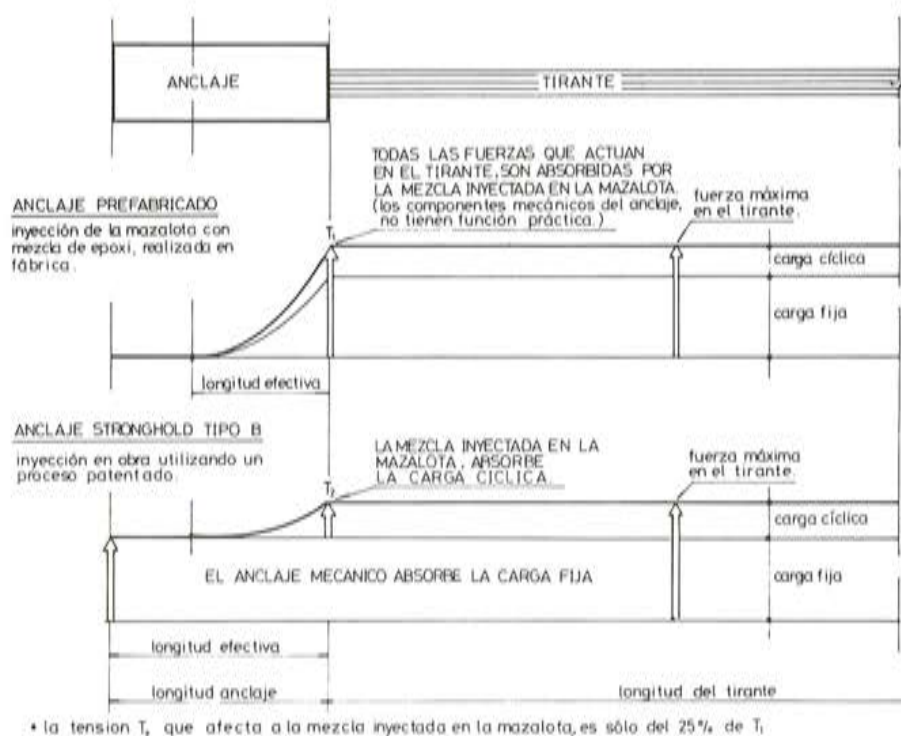 ANCLAJE
TIRANTE
TODAS LAS FUERZAS QUE ACTUAN
EN EL TIRANTE, SON ABSORBIDAS POR
LA MEZCLA INYECTADA EN LA MAZALOTA.
(los componentes mecánicos del anclaje,
no tienen función práctica.)
fuerza máxima
en el tirante.
ANCLAJE PREFABRICADO
inyección de la mazalota con
mezcla de epoxi, realizada en
fábrica.
T₁
carga cíclica
carga fija
longitud efectiva
ANCLAJE STRONGHOLD TIPO B
inyección en obra utilizando un
proceso patentado.
LA MEZCLA INYECTADA EN LA
MAZALOTA, ABSORBE
LA CARGA CÍCLICA.
fuerza máxima
en el tirante.
T₂
carga cíclica
EL ANCLAJE MECANICO ABSORBE LA CARGA FIJA
carga fija
longitud efectiva
longitud anclaje
longitud del tirante
• la tension T₂ que afecta a la mezcla inyectada en la mazalota, es sólo del 25% de T₁